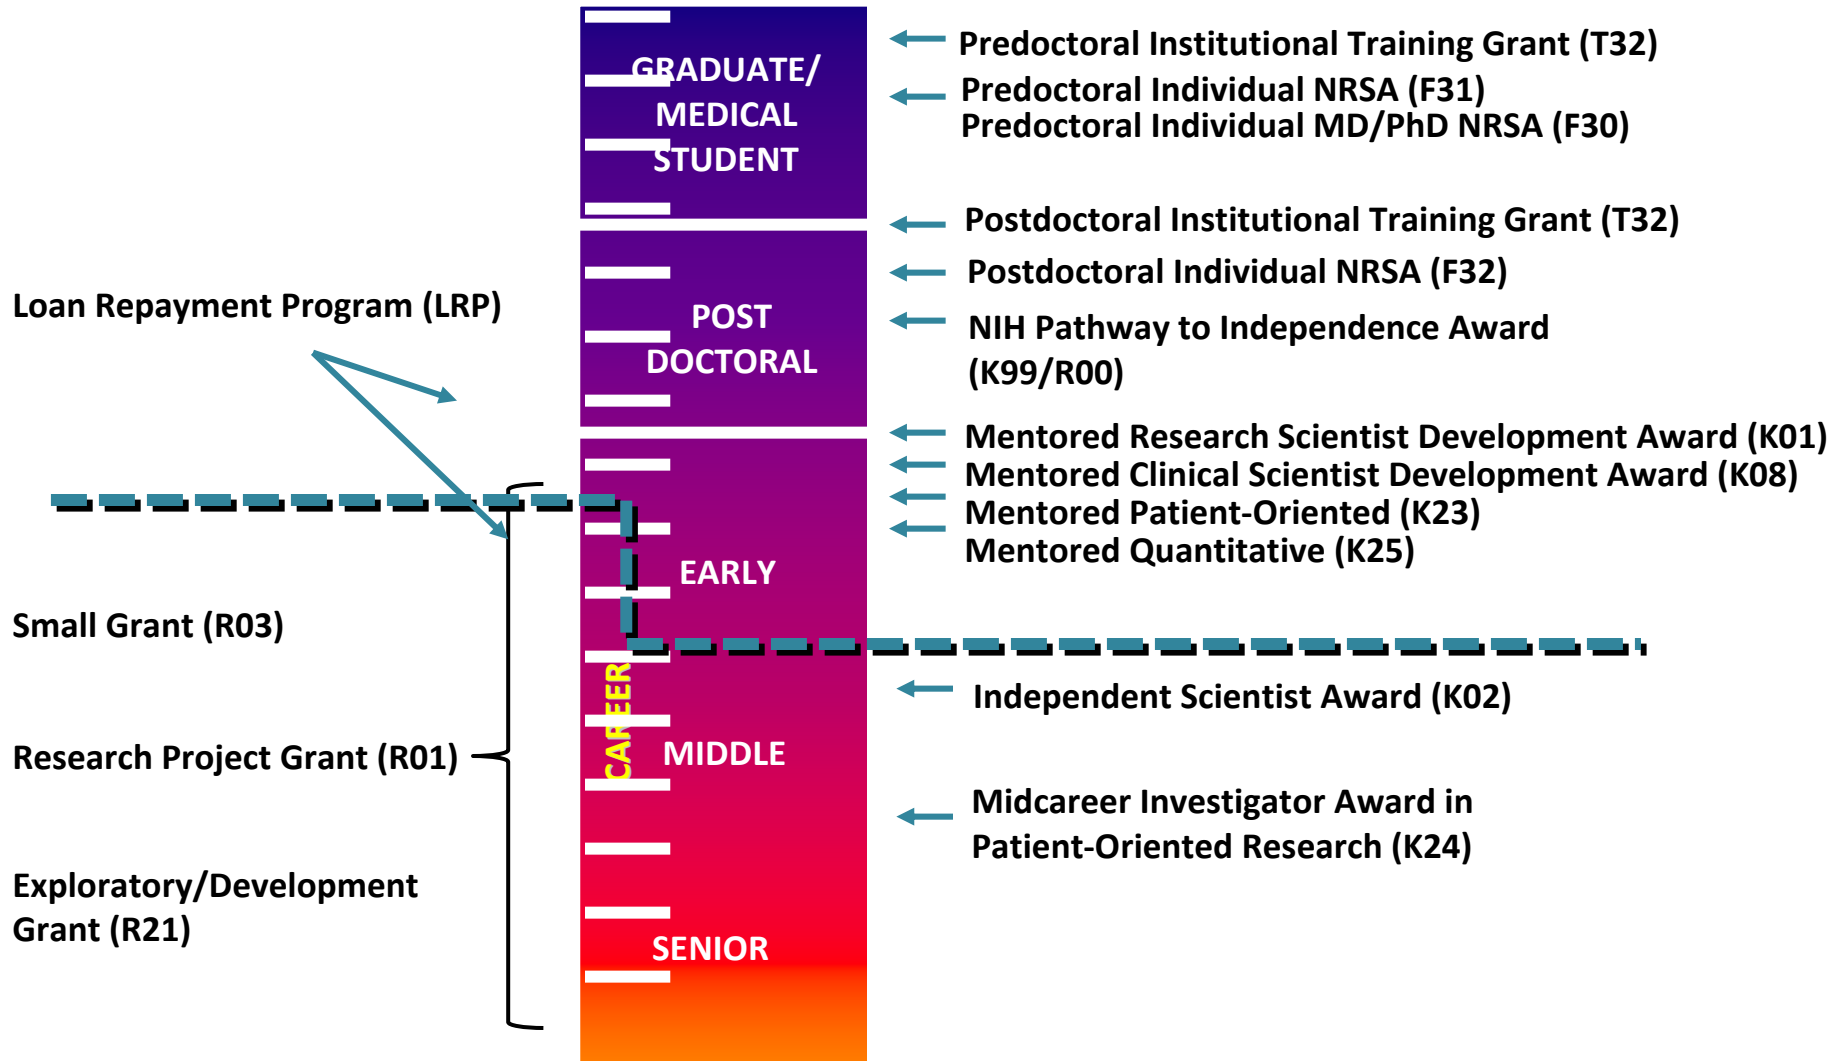 Loan Repayment Program (LRP)
Small Grant (R03)
Research Project Grant (R01)
Exploratory/Development
Grant (R21)
GRADUATE/
MEDICAL
STUDENT
POST
DOCTORAL
EARLY
CAREER
MIDDLE
SENIOR
Predoctoral Institutional Training Grant (T32)
Predoctoral Individual NRSA (F31)
Predoctoral Individual MD/PhD NRSA (F30)
Postdoctoral Institutional Training Grant (T32)
Postdoctoral Individual NRSA (F32)
NIH Pathway to Independence Award
(K99/R00)
Mentored Research Scientist Development Award (K01)
Mentored Clinical Scientist Development Award (K08)
Mentored Patient-Oriented (K23)
Mentored Quantitative (K25)
Independent Scientist Award (K02)
Midcareer Investigator Award in
Patient-Oriented Research (K24)